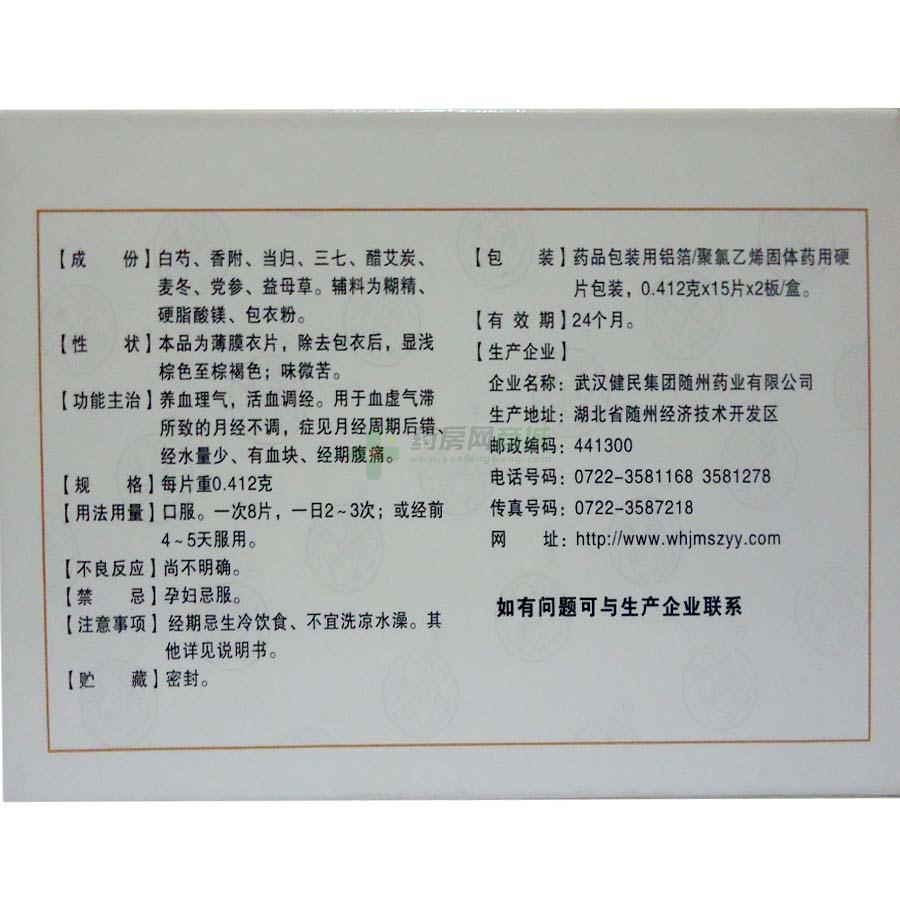 【成　份】白芍、香附、当归、三七、醋艾炭、
麦冬、党参、益母草。辅料为糊精、
硬脂酸镁、包衣粉。
【性　状】本品为薄膜衣片，除去包衣后，显浅
棕色至棕褐色；味微苦。
【功能主治】养血理气，活血调经。用于血虚气滞
所致的月经不调，症见月经周期后错、
经水量少、有血块、经期腹痛。
【规　格】每片重0.412克
【用法用量】口服。一次8片，一日2~3次；或经前
4~5天服用。
【不良反应】尚不明确。
【禁　忌】孕妇忌服。
【注意事项】经期忌生冷饮食、不宜洗凉水澡。其
他详见说明书。
【贮　藏】密封。
【包　装】药品包装用铝箔/聚氯乙烯固体药用硬
片包装，0.412克x15片x2板/盒。
【有 效 期】24个月。
【生产企业】
企业名称：武汉健民集团随州药业有限公司
生产地址：湖北省随州经济技术开发区
邮政编码：441300
电话号码：0722-3581168 3581278
传真号码：0722-3587218
网　址：http://www.whjmszyy.com
如有问题可与生产企业联系
药房网商城
www.yaofangwang.com